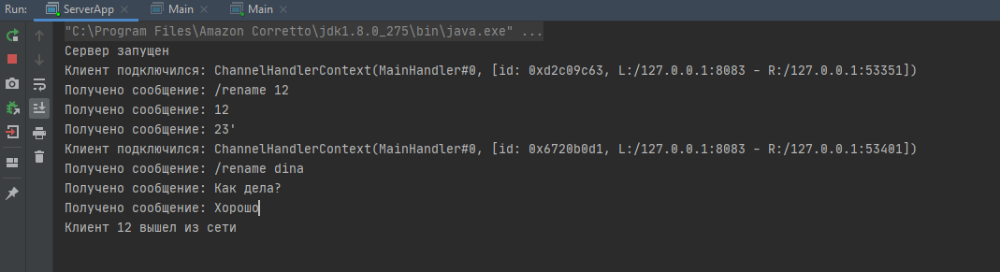 Run: ServerApp Main Main
"C:\Program Files\Amazon Corretto\jdk1.8.0_275\bin\java.exe" ...
Сервер запущен
Клиент подключился: ChannelHandlerContext(MainHandler#0, [id: 0xd2c09c63, L:/127.0.0.1:8083 - R:/127.0.0.1:53351])
Получено сообщение: /rename 12
Получено сообщение: 12
Получено сообщение: 23'
Клиент подключился: ChannelHandlerContext(MainHandler#0, [id: 0x6720b0d1, L:/127.0.0.1:8083 - R:/127.0.0.1:53401])
Получено сообщение: /rename dina
Получено сообщение: Как дела?
Получено сообщение: Хорошо
Клиент 12 вышел из сети